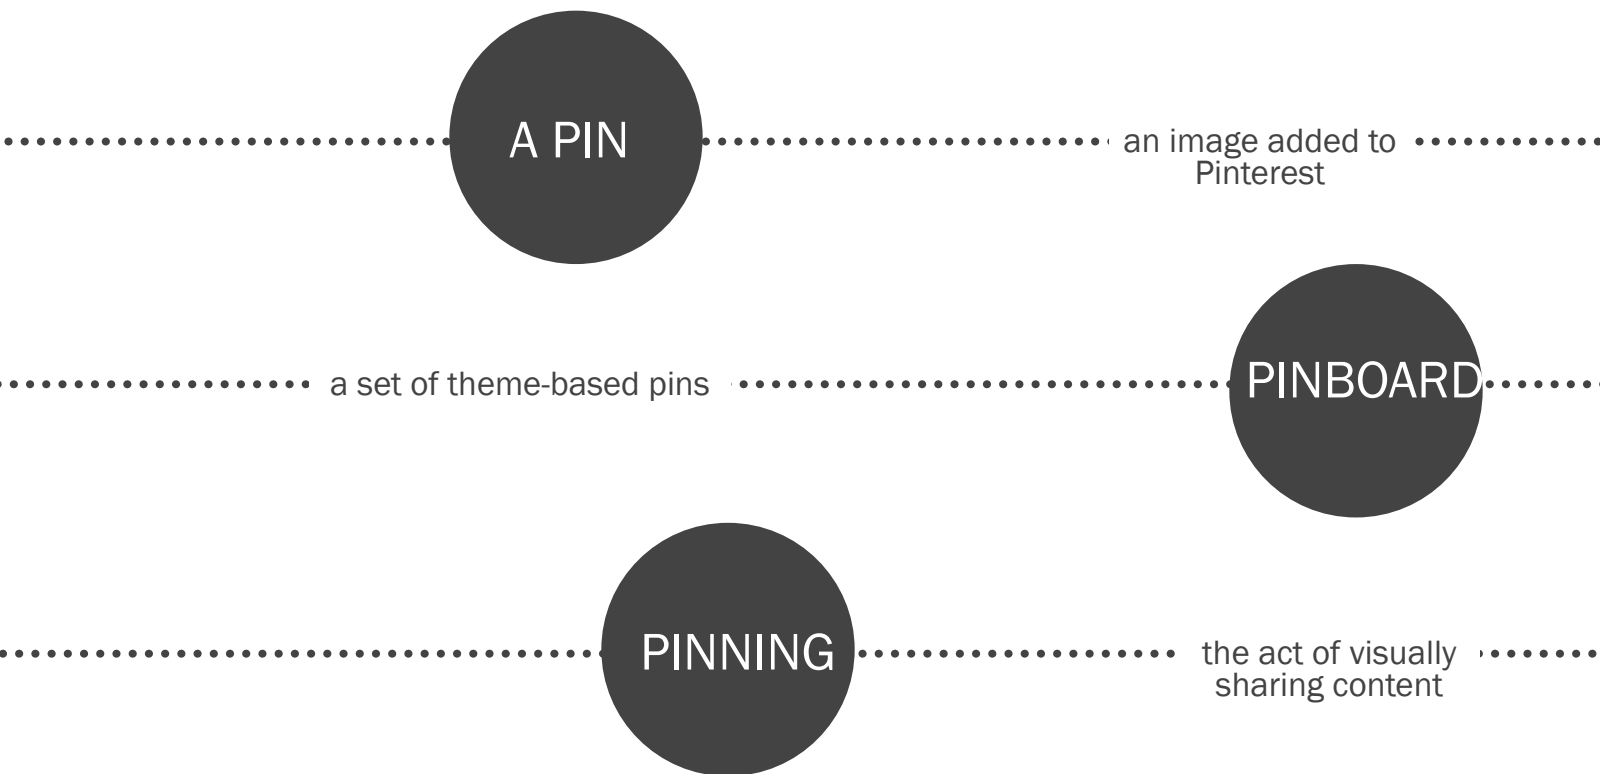 A PIN
an image added to
Pinterest
a set of theme-based pins
PINBOARD
PINNING
the act of visually
sharing content